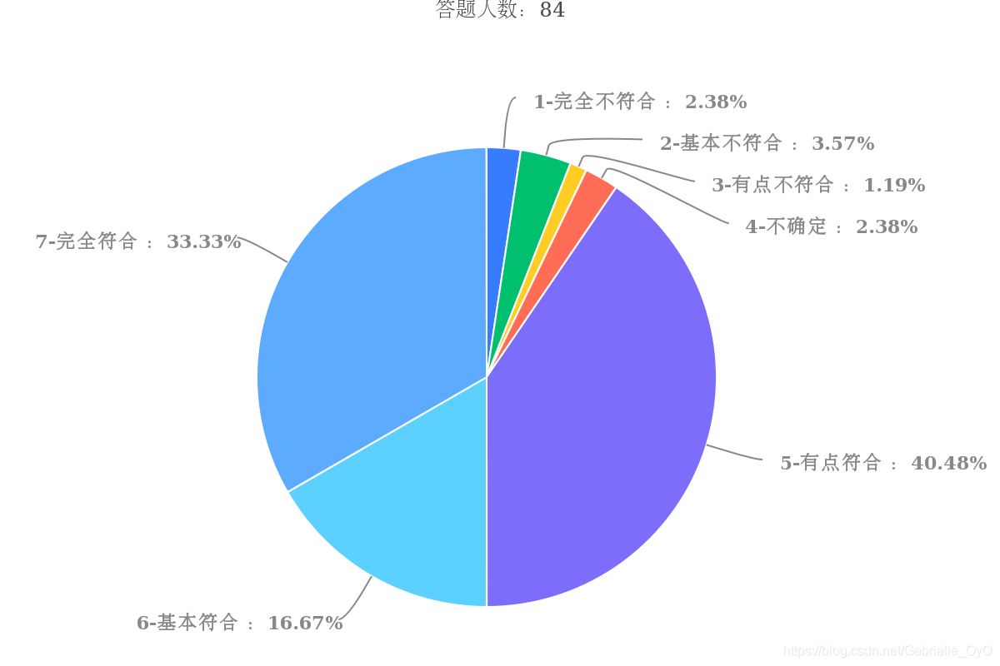 答题人数：84
1-完全不符合 ：2.38%
2-基本不符合 ：3.57%
3-有点不符合 ：1.19%
4-不确定 ：2.38%
7-完全符合 ：33.33%
5-有点符合 ：40.48%
6-基本符合 ：16.67%
https://blog.csdn.net/Gabrielle_OyO